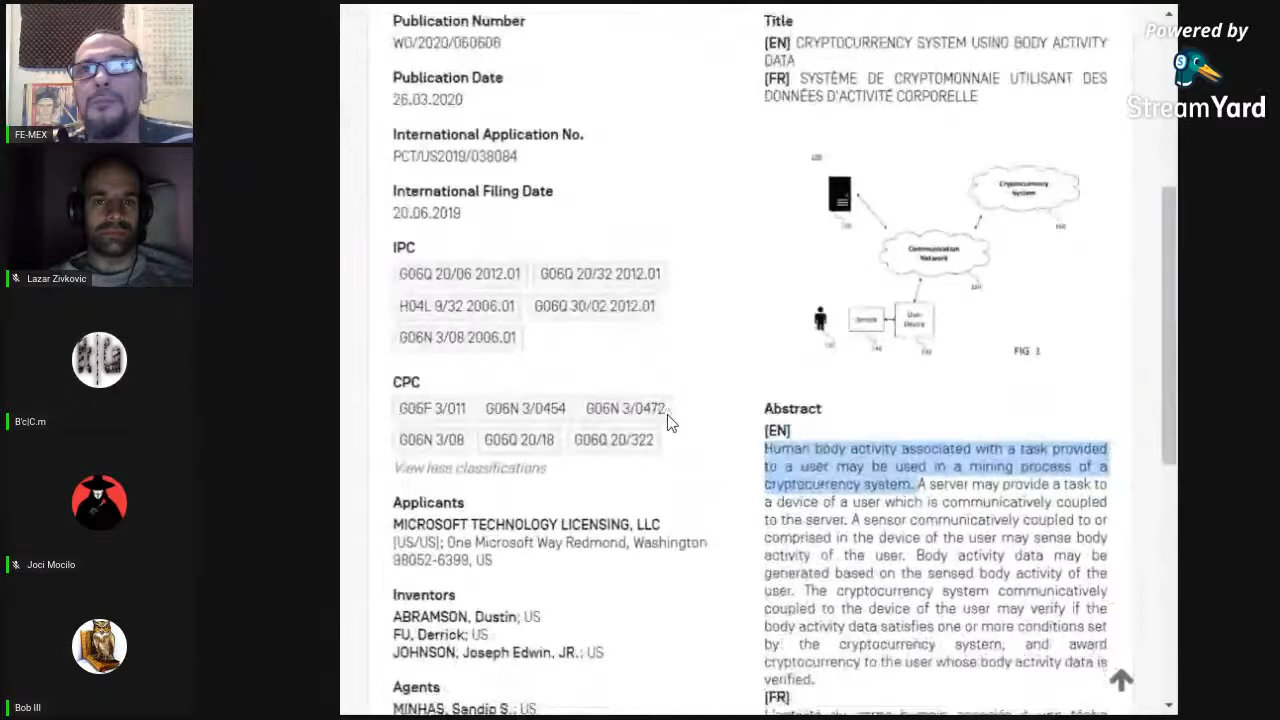 FE-MEX
Lazar Zivkovic
B'c|C.m
Joci Mocilo
Bob III
Publication Number
WO/2020/060606
Publication Date
26.03.2020
International Application No.
PCT/US2019/038084
International Filing Date
20.06.2019
IPC
G06Q 20/06 2012.01 G06Q 20/32 2012.01
H04L 9/32 2006.01 G06Q 30/02 2012.01
G06N 3/08 2006.01
CPC
G06F 3/011 G06N 3/0454 G06N 3/0472
G06N 3/08 G06Q 20/18 G06Q 20/322
View less classifications
Applicants
MICROSOFT TECHNOLOGY LICENSING, LLC
[US/US]; One Microsoft Way Redmond, Washington
98052-6399, US
Inventors
ABRAMSON, Dustin; US
FU, Derrick; US
JOHNSON, Joseph Edwin, JR.; US
Agents
MINHAS, Sandip S.; US
Title
[EN] CRYPTOCURRENCY SYSTEM USING BODY ACTIVITY
DATA
[FR] SYSTÈME DE CRYPTOMONNAIE UTILISANT DES
DONNÉES D'ACTIVITÉ CORPORELLE
Cryptocurrency
System
Communication
Network
Sensor
User
Device
FIG 1
Abstract
[EN]
Human body activity associated with a task provided
to a user may be used in a mining process of a
cryptocurrency system. A server may provide a task to
a device of a user which is communicatively coupled
to the server. A sensor communicatively coupled to or
comprised in the device of the user may sense body
activity of the user. Body activity data may be
generated based on the sensed body activity of the
user. The cryptocurrency system communicatively
coupled to the device of the user may verify if the
body activity data satisfies one or more conditions set
by the cryptocurrency system, and award
cryptocurrency to the user whose body activity data is
verified.
[FR]
Powered by
StreamYard